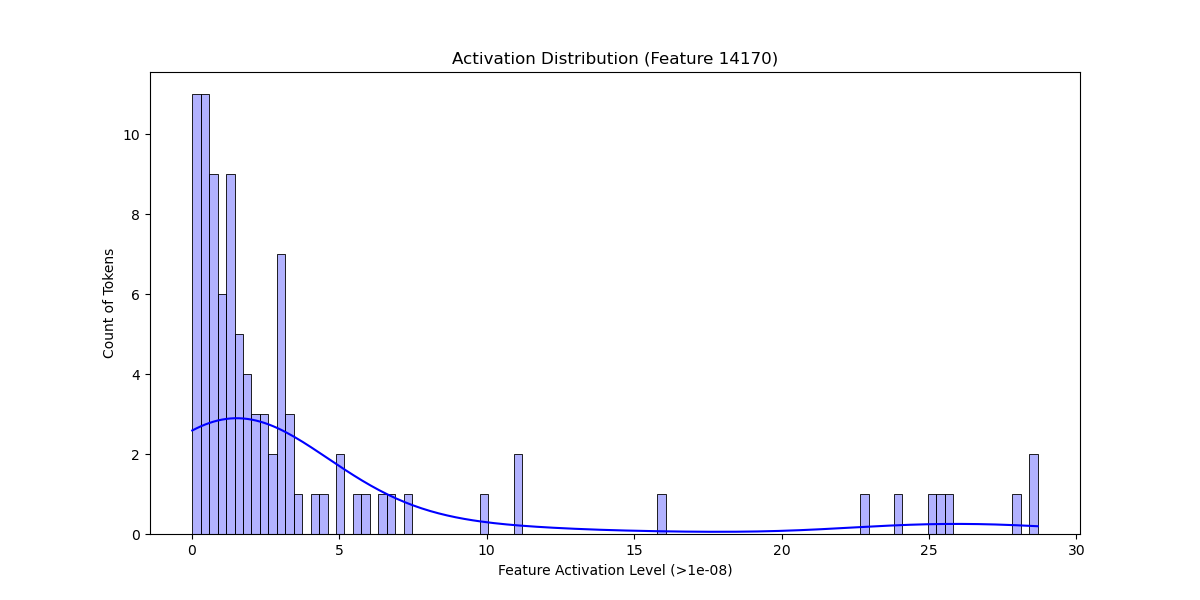 Activation Distribution (Feature 14170)
Count of Tokens
10
8
6
4
2
0
0 5 10 15 20 25 30
Feature Activation Level (>1e-08)